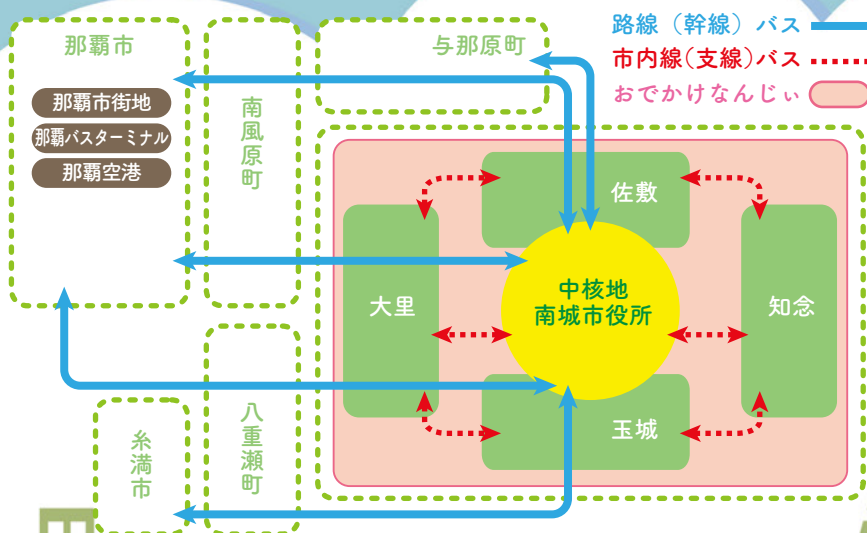 路線（幹線）バス
市内線(支線)バス
おでかけなんじぃ
那覇市
那覇市街地
那覇バスターミナル
那覇空港
南風原町
与那原町
佐敷
大里
中核地
南城市役所
知念
玉城
八重瀬町
糸満市